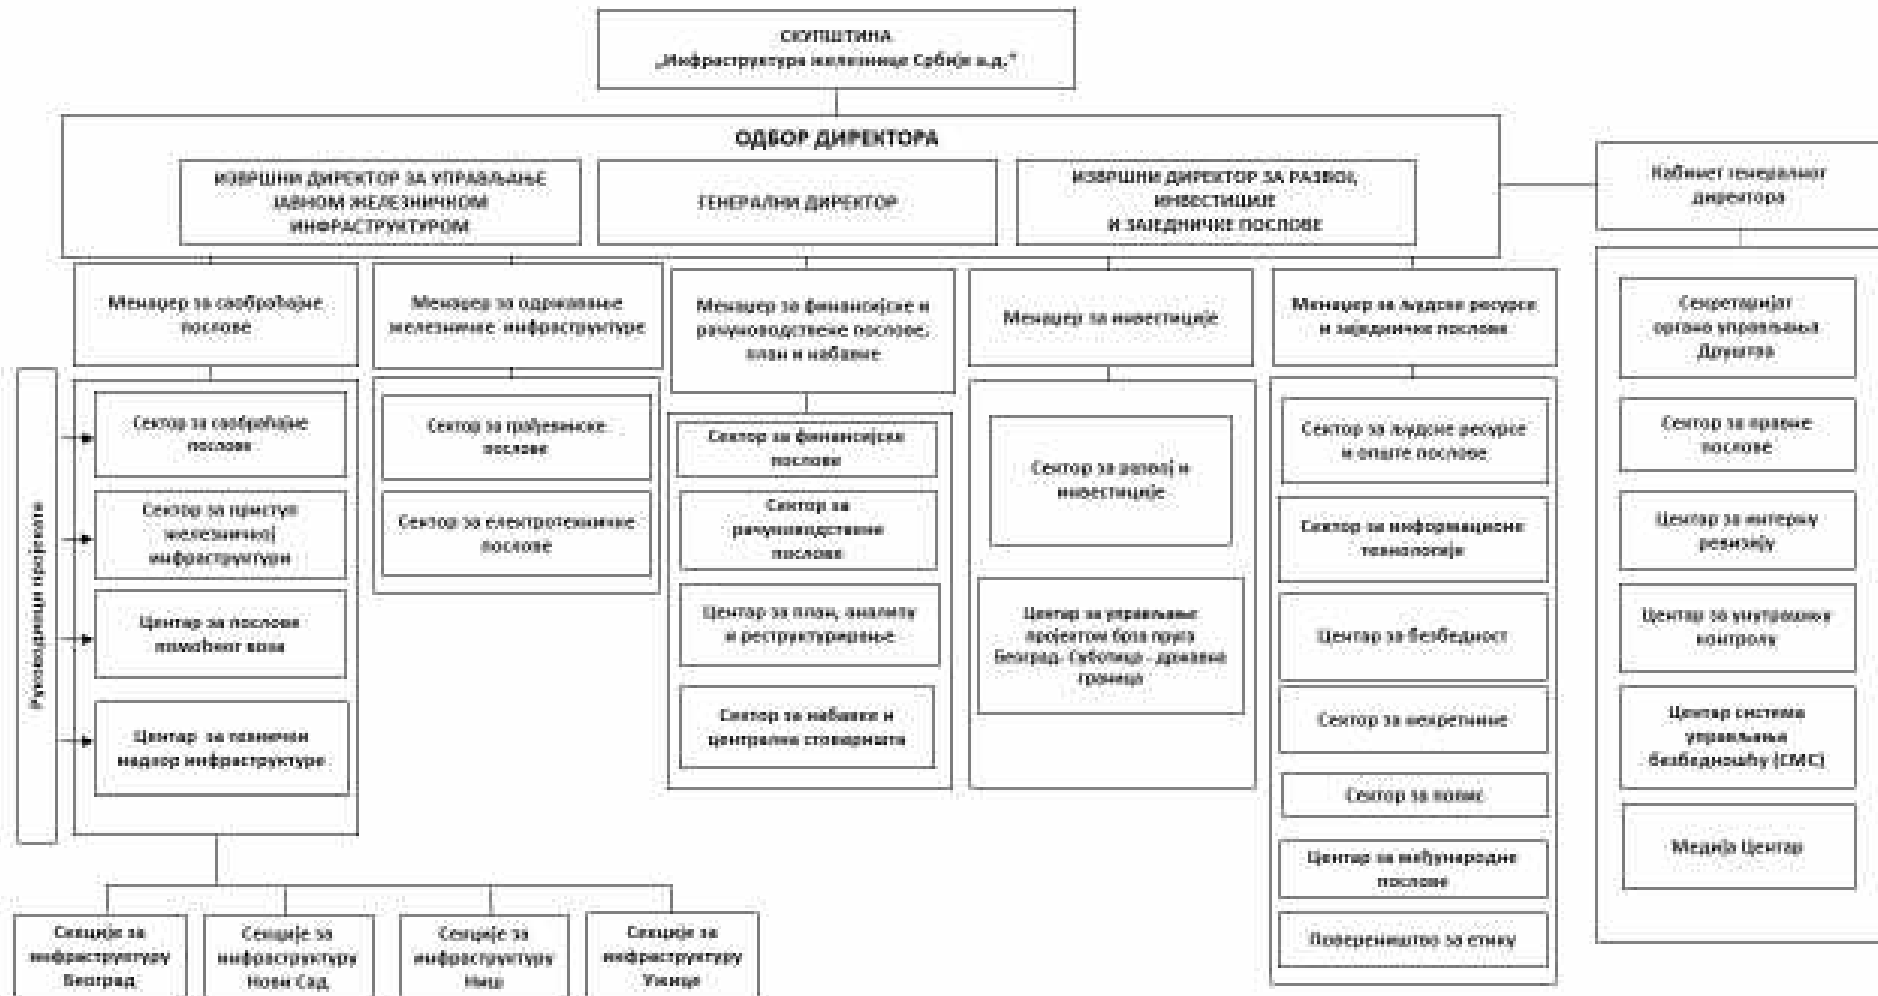 СКУПШТИНА
„Инфраструктура железнице Србије а.д.“
ОДБОР ДИРЕКТОРА
ИЗВРШНИ ДИРЕКТОР ЗА УПРАВЉАЊЕ
ЈАВНОМ ЖЕЛЕЗНИЧКОМ
ИНФРАСТРУКТУРОМ
ГЕНЕРАЛНИ ДИРЕКТОР
ИЗВРШНИ ДИРЕКТОР ЗА РАЗВОЈ,
ИНВЕСТИЦИЈЕ
И ЗАЈЕДНИЧКЕ ПОСЛОВЕ
Кабинет генералног
директора
Менаџер за саобраћајне
послове
Менаџер за одржавање
железничке инфраструктуре
Менаџер за финансијске и
рачуноводствене послове,
план и набавке
Менаџер за инвестиције
Менаџер за људске ресурсе
и заједничке послове
Руководиоци пројеката
Сектор за саобраћајне
послове
Сектор за приступ
железничкој
инфраструктури
Центар за послове
помоћног воза
Центар за технички
надзор инфраструктуре
Сектор за грађевинске
послове
Сектор за електротехничке
послове
Сектор за финансијске
послове
Сектор за
рачуноводствене
послове
Центар за план, анализу
и реструктурирање
Сектор за набавке и
централна стоваришта
Сектор за развој и
инвестиције
Центар за управљање
пројектом брза пруга
Београд- Суботица - државна
граница
Сектор за људске ресурсе
и опште послове
Сектор за информационе
технологије
Центар за безбедност
Сектор за некретнине
Сектор за попис
Центар за међународне
послове
Повереништво за етику
Секретаријат
органа управљања
Друштва
Сектор за правне
послове
Центар за интерну
ревизију
Центар за унутрашњу
контролу
Центар система
управљања
безбедношћу (СМС)
Медија Центар
Секције за
инфраструктуру
Београд
Секције за
инфраструктуру
Нови Сад
Секције за
инфраструктуру
Ниш
Секције за
инфраструктуру
Ужице